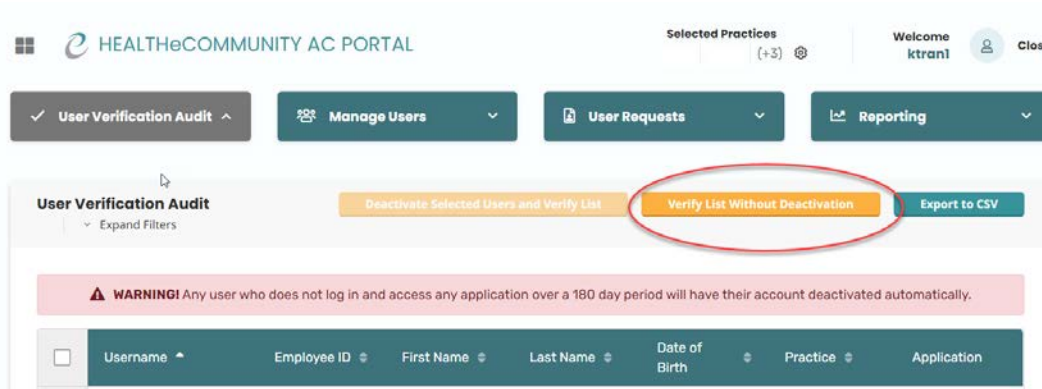 HEALTHeCOMMUNITY AC PORTAL
Selected Practices
(+3)
Welcome
ktran1
User Verification Audit
Manage Users
User Requests
Reporting
User Verification Audit
Expand Filters
Deactivate Selected Users and Verify List
Verify List Without Deactivation
Export to CSV
WARNING! Any user who does not log in and access any application over a 180 day period will have their account deactivated automatically.
Username
Employee ID
First Name
Last Name
Date of
Birth
Practice
Application